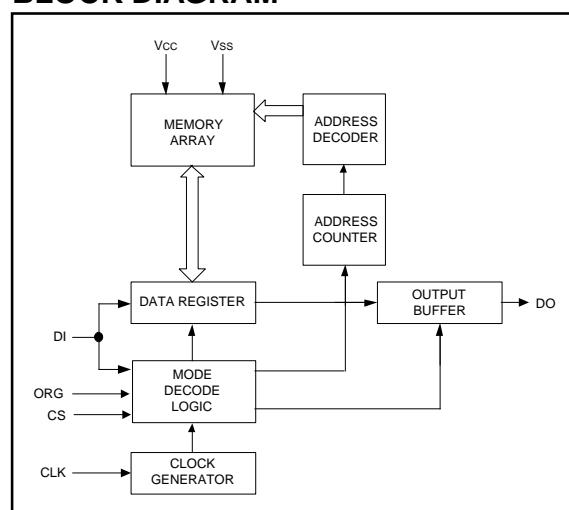 BLOCK DIAGRAM
VCC
VSS
MEMORY
ARRAY
ADDRESS
DECODER
ADDRESS
COUNTER
DATA REGISTER
OUTPUT
BUFFER
DO
DI
MODE
DECODE
LOGIC
ORG
CS
CLK
CLOCK
GENERATOR